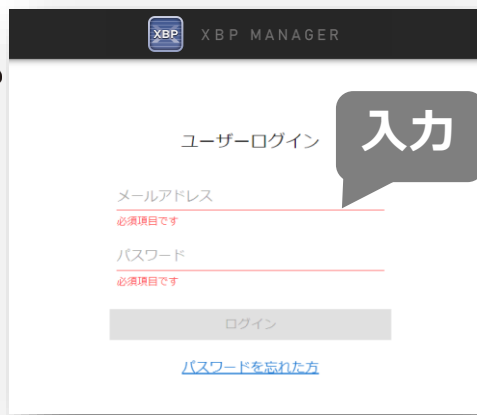 XBP XBP MANAGER
入力
ユーザーログイン
メールアドレス
必須項目です
パスワード
必須項目です
ログイン
パスワードを忘れた方